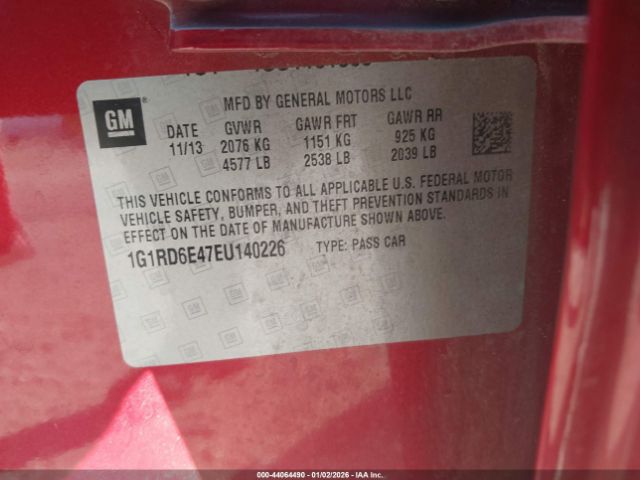 GM
MFD BY GENERAL MOTORS LLC
DATE GVWR GAWR FRT GAWR RR
11/13 2076 KG 1151 KG 925 KG
4577 LB 2538 LB 2039 LB
THIS VEHICLE CONFORMS TO ALL APPLICABLE U.S. FEDERAL MOTOR
VEHICLE SAFETY, BUMPER, AND THEFT PREVENTION STANDARDS IN
EFFECT ON THE DATE OF MANUFACTURE SHOWN ABOVE.
1G1RD6E47EU140226 TYPE: PASS CAR
000-44064490 - 01/02/2026 - IAA Inc.